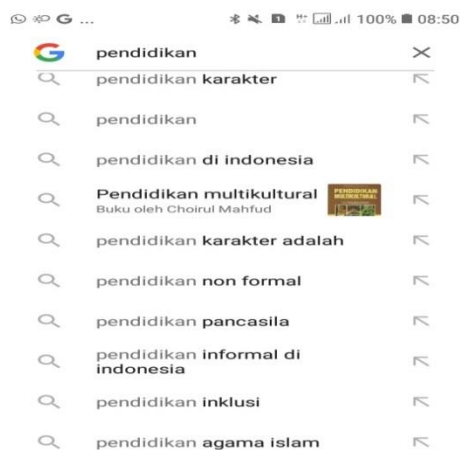 G ... 100% 08:50
pendidikan
pendidikan karakter
pendidikan
pendidikan di indonesia
Pendidikan multikultural
Buku oleh Choirul Mahfud
PENDIDIKAN
MULTIKULTURAL
pendidikan karakter adalah
pendidikan non formal
pendidikan pancasila
pendidikan informal di
indonesia
pendidikan inklusi
pendidikan agama islam